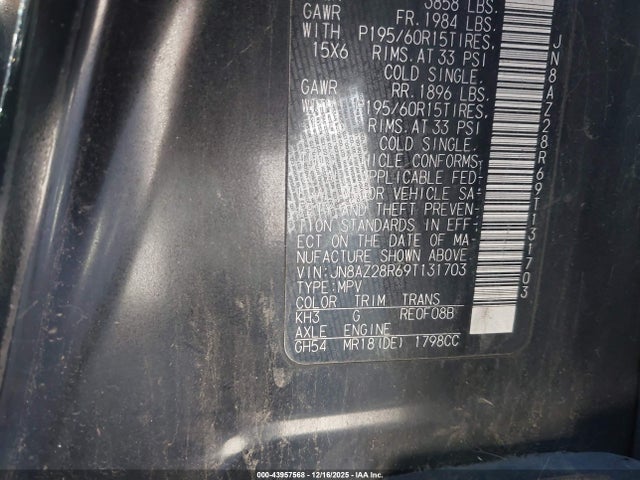 3858 LBS.
GAWR FR. 1984 LBS.
WITH P195/60R15TIRES,
15X6 RIMS. AT 33 PSI
COLD SINGLE.
GAWR RR. 1896 LBS.
WITH P195/60R15TIRES,
RIMS. AT 33 PSI
COLD SINGLE.
VEHICLE CONFORMS
APPLICABLE FED-
VEHICLE SA-
AND THEFT PREVEN-
TION STANDARDS IN EFF-
ECT ON THE DATE OF MA-
NUFACTURE SHOWN ABOVE.
VIN: JN8AZ28R69T131703
TYPE: MPV
COLOR TRIM TRANS
KH3 G RE0F08B
AXLE ENGINE
GH54 MR18(DE) 1798CC
JN8AZ28R69T131703
000-43957568 - 12/16/2025 - IAA Inc.